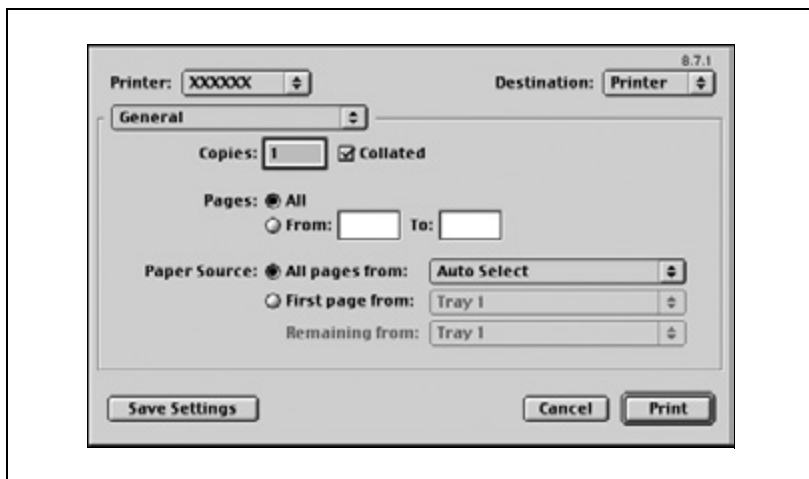 8.7.1
Printer: XXXXXX Destination: Printer
General
Copies: 1 Collated
Pages: All
From: To:
Paper Source: All pages from: Auto Select
First page from: Tray 1
Remaining from: Tray 1
Save Settings Cancel Print